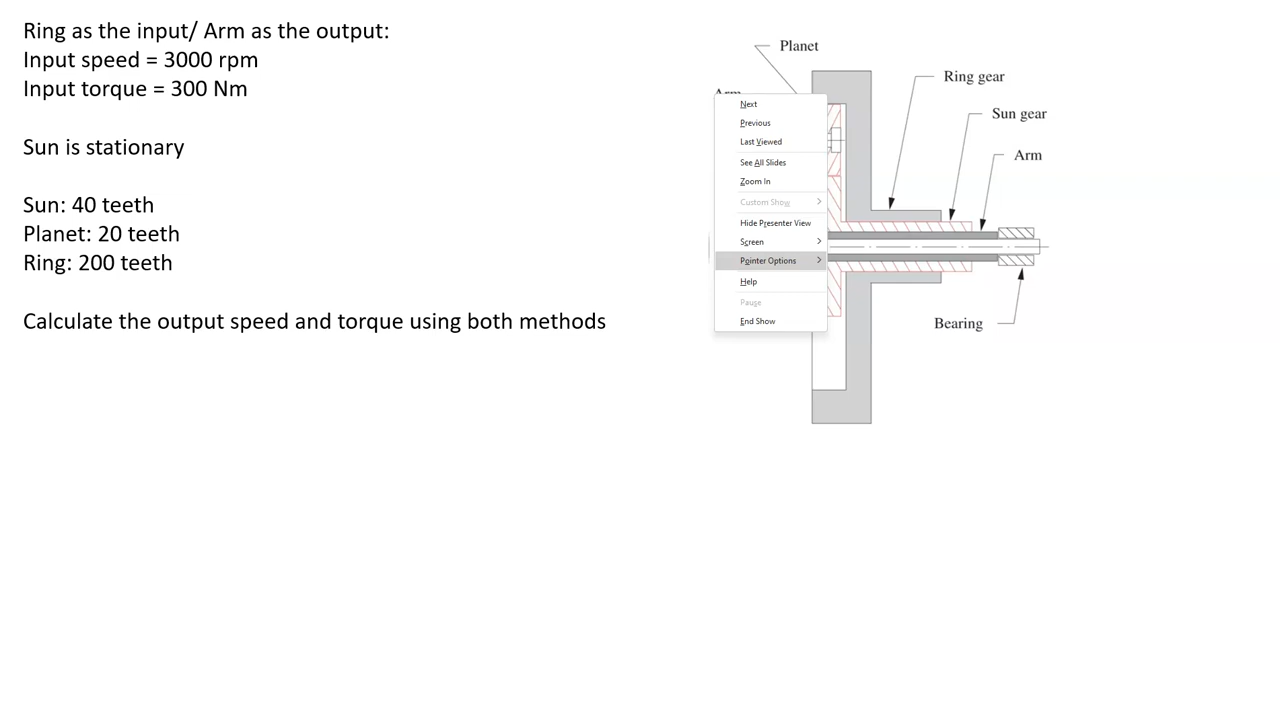 Ring as the input/ Arm as the output:
Input speed = 3000 rpm
Input torque = 300 Nm
Sun is stationary
Sun: 40 teeth
Planet: 20 teeth
Ring: 200 teeth
Calculate the output speed and torque using both methods
Planet
Ring gear
Arm
Sun gear
Arm
Bearing
Next
Previous
Last Viewed
See All Slides
Zoom In
Custom Show
Hide Presenter View
Screen
Pointer Options
Help
Pause
End Show